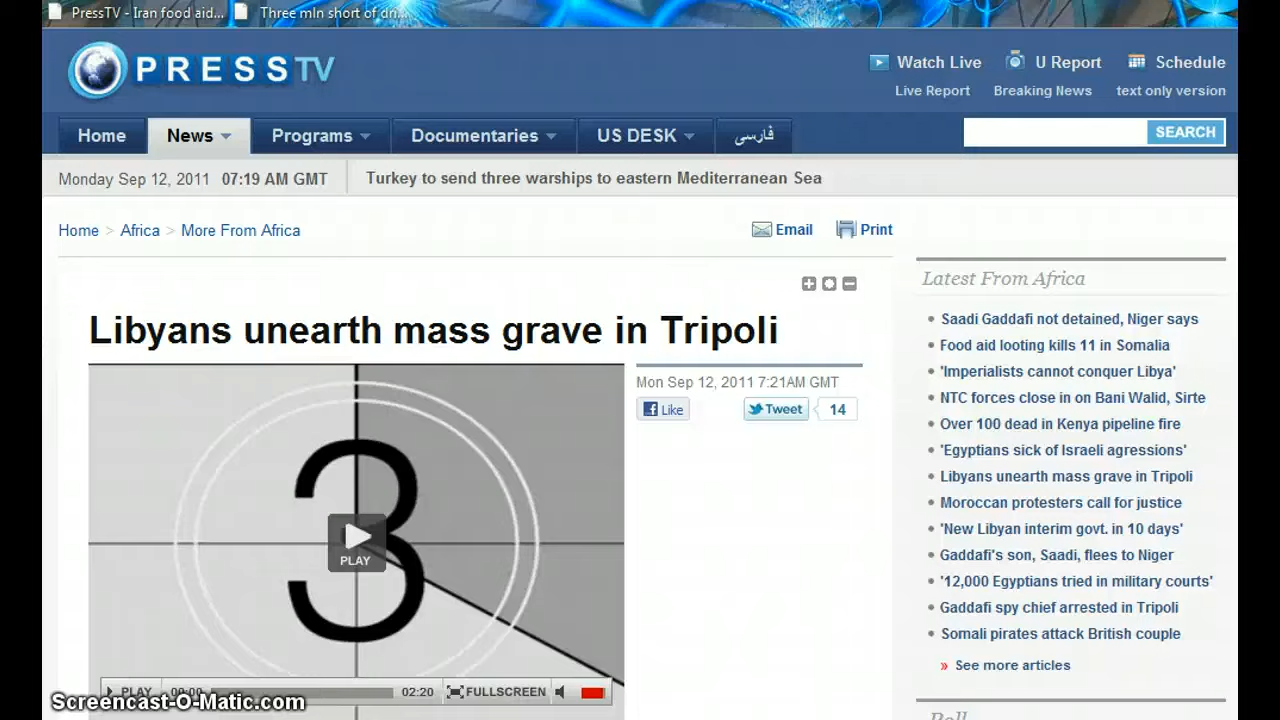 PressTV - Iran food aid... Three mln short of dri...
PRESS TV
Watch Live U Report Schedule
Live Report Breaking News text only version
Home News Programs Documentaries US DESK فارسی SEARCH
Monday Sep 12, 2011 07:19 AM GMT Turkey to send three warships to eastern Mediterranean Sea
Home > Africa > More From Africa Email Print
Libyans unearth mass grave in Tripoli
Mon Sep 12, 2011 7:21AM GMT
Like Tweet 14
3
PLAY
PLAY 00:00 02:20 FULLSCREEN
Screencast-O-Matic.com
Latest From Africa
Saadi Gaddafi not detained, Niger says
Food aid looting kills 11 in Somalia
'Imperialists cannot conquer Libya'
NTC forces close in on Bani Walid, Sirte
Over 100 dead in Kenya pipeline fire
'Egyptians sick of Israeli agressions'
Libyans unearth mass grave in Tripoli
Moroccan protesters call for justice
'New Libyan interim govt. in 10 days'
Gaddafi's son, Saadi, flees to Niger
'12,000 Egyptians tried in military courts'
Gaddafi spy chief arrested in Tripoli
Somali pirates attack British couple
» See more articles
Poll